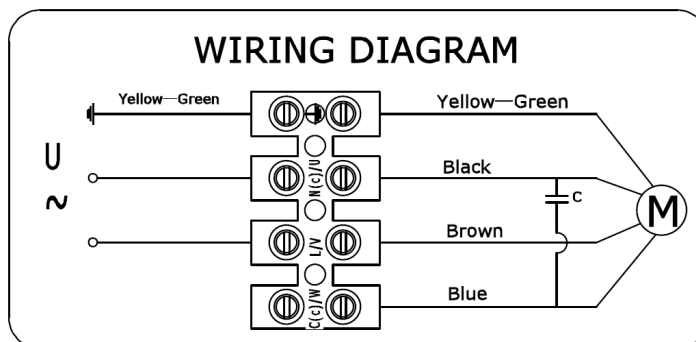 WIRING DIAGRAM
Yellow—Green
Yellow—Green
U
~
N(c)/U
Black
C
M
L/V
Brown
C(c)/W
Blue